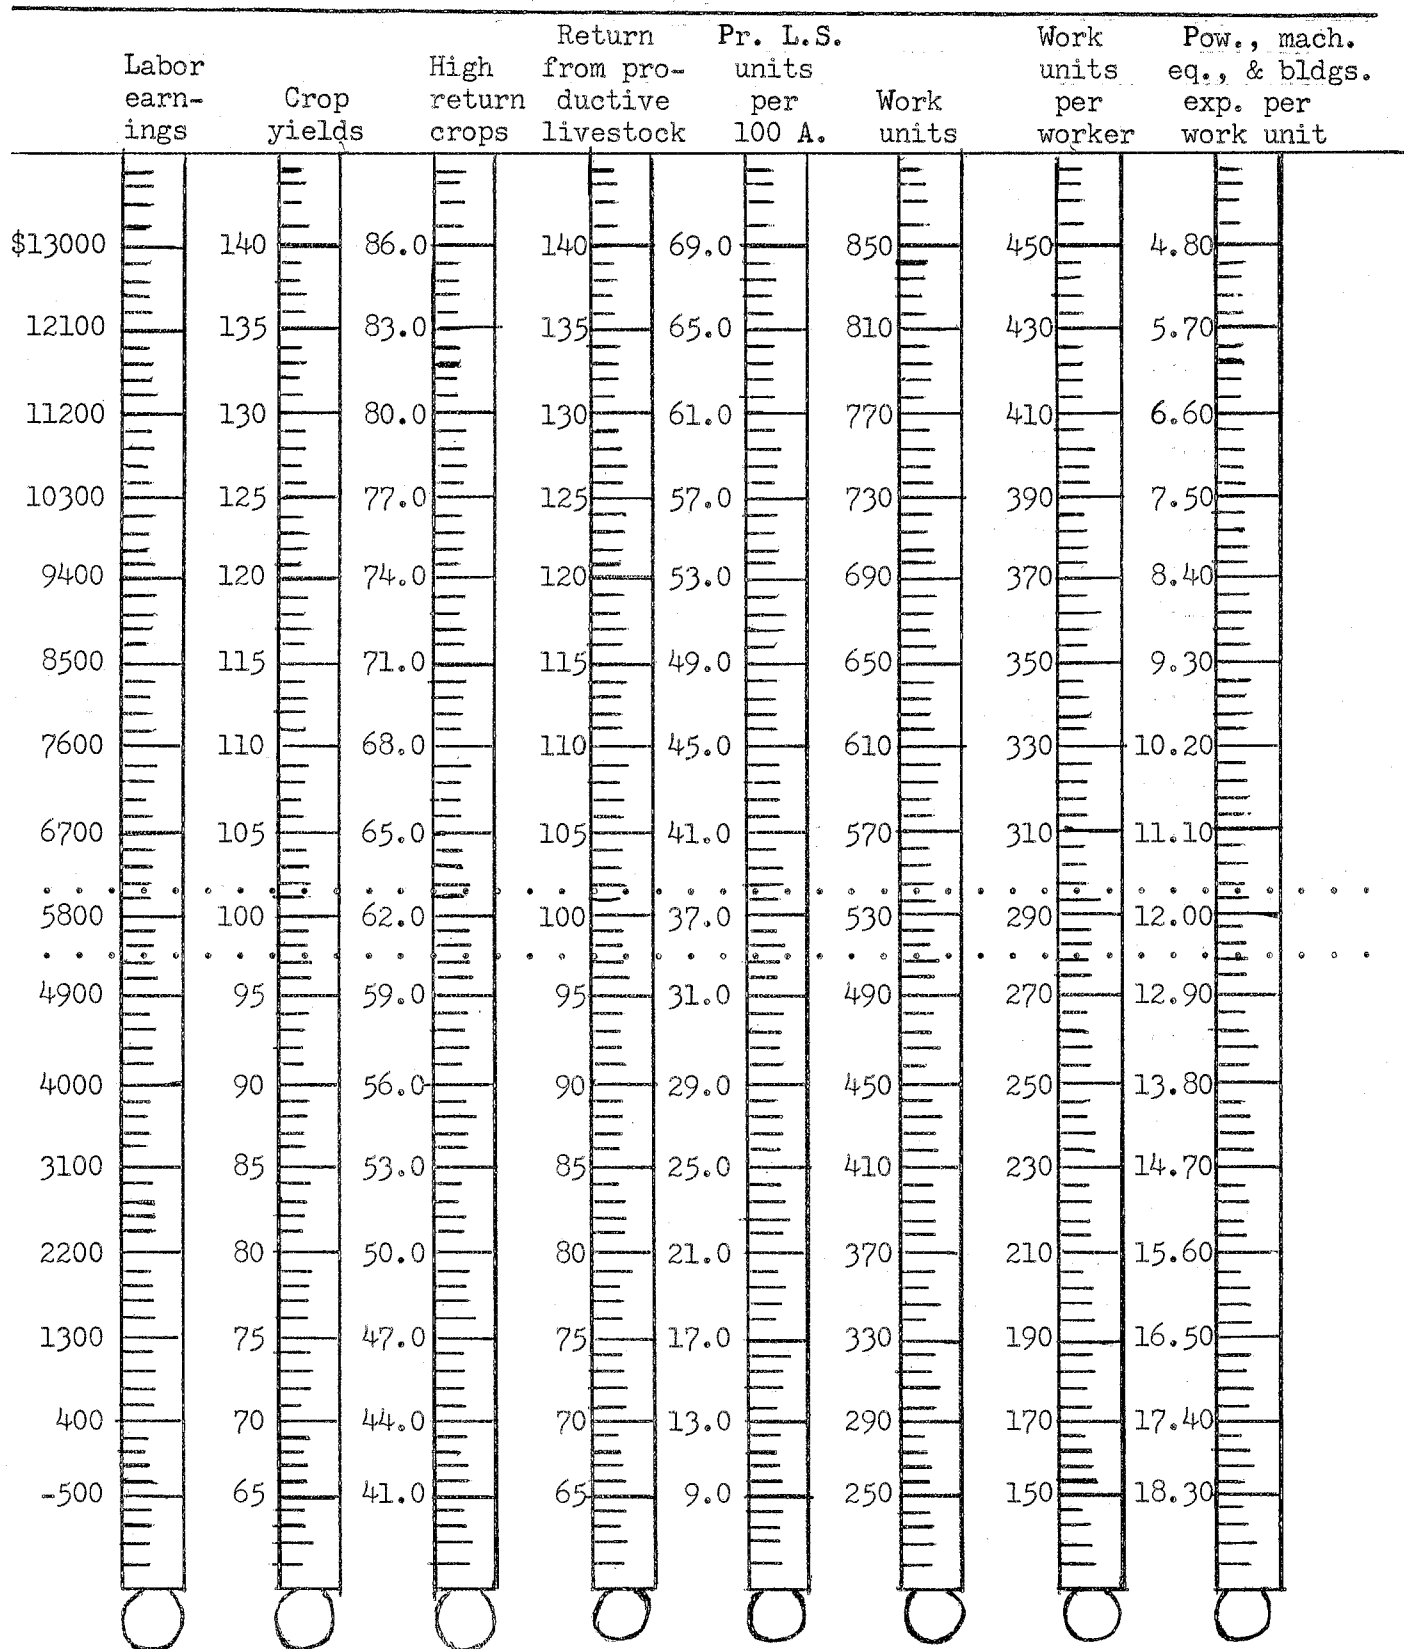 Return Pr. L.S. Work Pow., mach.
Labor High from pro- units units eq., & bldgs.
earn- Crop return ductive per Work per exp. per
ings yields crops livestock 100 A. units worker work unit
$13000 140 86.0 140 69.0 850 450 4.80
12100 135 83.0 135 65.0 810 430 5.70
11200 130 80.0 130 61.0 770 410 6.60
10300 125 77.0 125 57.0 730 390 7.50
9400 120 74.0 120 53.0 690 370 8.40
8500 115 71.0 115 49.0 650 350 9.30
7600 110 68.0 110 45.0 610 330 10.20
6700 105 65.0 105 41.0 570 310 11.10
5800 100 62.0 100 37.0 530 290 12.00
4900 95 59.0 95 31.0 490 270 12.90
4000 90 56.0 90 29.0 450 250 13.80
3100 85 53.0 85 25.0 410 230 14.70
2200 80 50.0 80 21.0 370 210 15.60
1300 75 47.0 75 17.0 330 190 16.50
400 70 44.0 70 13.0 290 170 17.40
-500 65 41.0 65 9.0 250 150 18.30